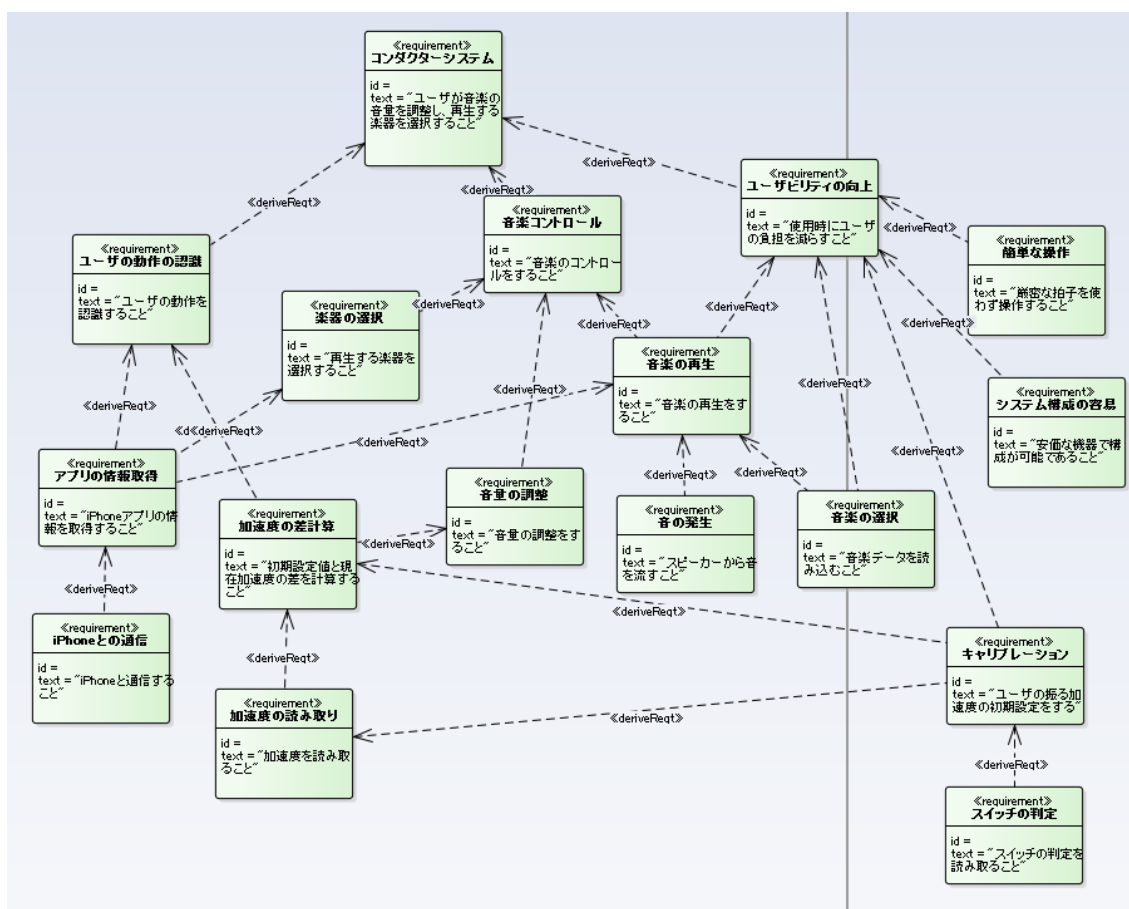 ≪requirement≫
コンダクターシステム
id =
text = "ユーザが音楽の
音量を調整し、再生する
楽器を選択すること"
≪deriveReqt≫
≪requirement≫
ユーザビリティの向上
id =
text = "使用時にユーザ
の負担を減らすこと"
≪deriveReqt≫
≪deriveReqt≫
≪requirement≫
音楽コントロール
id =
text = "音楽のコントロー
ルをすること"
≪deriveReqt≫
≪requirement≫
簡単な操作
id =
text = "厳密な拍子を使
わず操作すること"
≪requirement≫
ユーザの動作の認識
id =
text = "ユーザの動作を
認識すること"
≪requirement≫
楽器の選択
id =
text = "再生する楽器を
選択すること"
≪deriveReqt≫
≪deriveReqt≫
≪deriveReqt≫
≪deriveReqt≫
≪requirement≫
音楽の再生
id =
text = "音楽の再生をす
ること"
≪requirement≫
システム構成の容易
id =
text = "安価な機器で構
成が可能であること"
≪deriveReqt≫
≪d≪deriveReqt≫
≪deriveReqt≫
≪deriveReqt≫
≪requirement≫
アプリの情報取得
id =
text = "iPhoneアプリの情
報を取得すること"
≪requirement≫
音量の調整
id =
text = "音量の調整をす
ること"
≪deriveReqt≫
≪deriveReqt≫
≪requirement≫
加速度の差計算
id =
text = "初期設定値と現
在加速度の差を計算する
こと"
≪deriveReqt≫
≪requirement≫
音の発生
id =
text = "スピーカーから音
を流すこと"
≪requirement≫
音楽の選択
id =
text = "音楽データを読
み込むこと"
≪deriveReqt≫
≪deriveReqt≫
≪requirement≫
iPhoneとの通信
id =
text = "iPhoneと通信する
こと"
≪deriveReqt≫
≪requirement≫
キャリブレーション
id =
text = "ユーザの振る加
速度の初期設定をする"
≪requirement≫
加速度の読み取り
id =
text = "加速度を読み取
ること"
≪deriveReqt≫
≪deriveReqt≫
≪requirement≫
スイッチの判定
id =
text = "スイッチの判定を
読み取ること"